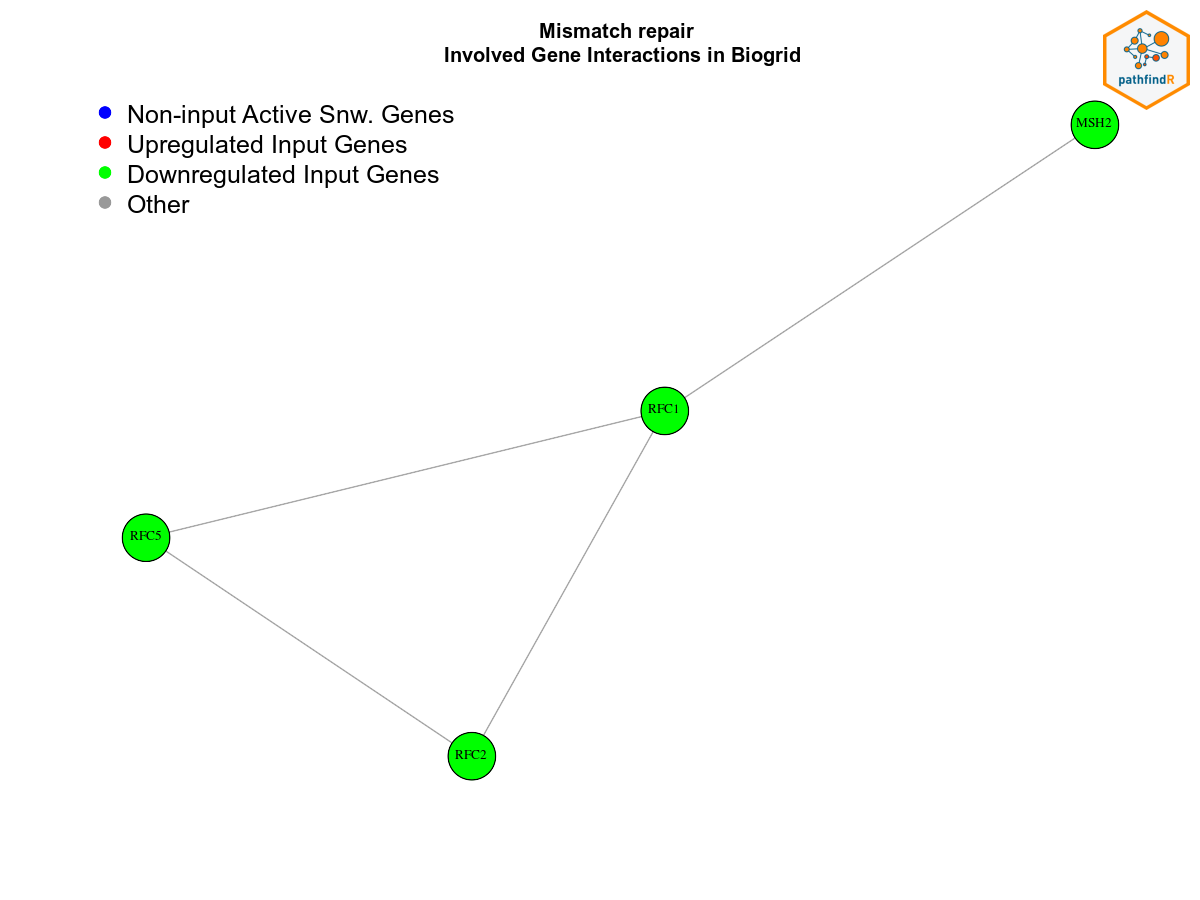 Mismatch repair
Involved Gene Interactions in Biogrid
pathfindR
Non-input Active Snw. Genes
Upregulated Input Genes
Downregulated Input Genes
Other
MSH2
RFC1
RFC5
RFC2